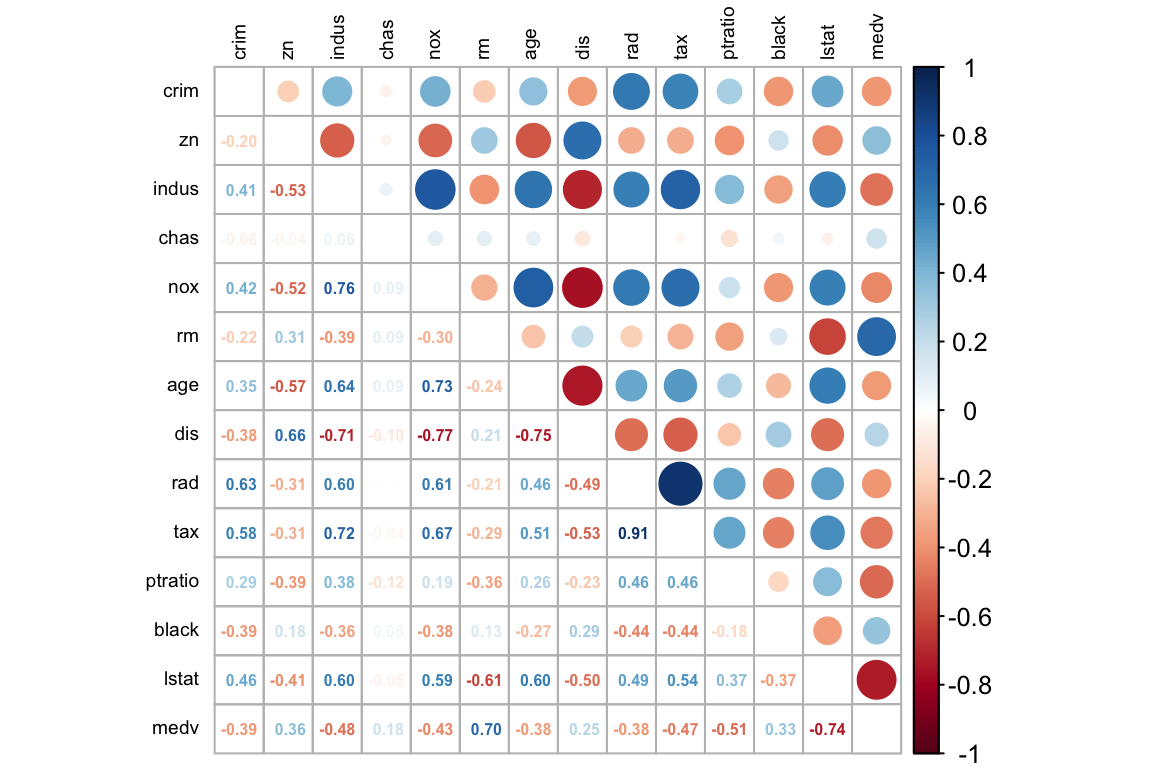 crim zn indus chas nox rm age dis rad tax ptratio black lstat medv
crim
zn -0.20
indus 0.41 -0.53
chas -0.06 -0.04 0.06
nox 0.42 -0.52 0.76 0.09
rm -0.22 0.31 -0.39 0.09 -0.30
age 0.35 -0.57 0.64 0.09 0.73 -0.24
dis -0.38 0.66 -0.71 -0.10 -0.77 0.21 -0.75
rad 0.63 -0.31 0.60 0.61 -0.21 0.46 -0.49
tax 0.58 -0.31 0.72 -0.04 0.67 -0.29 0.51 -0.53 0.91
ptratio 0.29 -0.39 0.38 -0.12 0.19 -0.36 0.26 -0.23 0.46 0.46
black -0.39 0.18 -0.36 0.05 -0.38 0.13 -0.27 0.29 -0.44 -0.44 -0.18
lstat 0.46 -0.41 0.60 -0.05 0.59 -0.61 0.60 -0.50 0.49 0.54 0.37 -0.37
medv -0.39 0.36 -0.48 0.18 -0.43 0.70 -0.38 0.25 -0.38 -0.47 -0.51 0.33 -0.74
1
0.8
0.6
0.4
0.2
0
-0.2
-0.4
-0.6
-0.8
-1